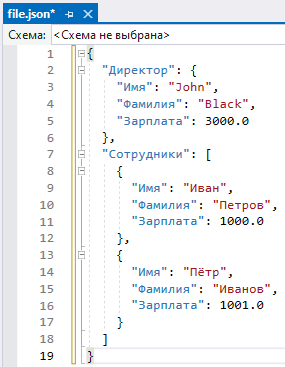 file.json*
Схема: <Схема не выбрана>
1 {
2 "Директор": {
3 "Имя": "John",
4 "Фамилия": "Black",
5 "Зарплата": 3000.0
6 },
7 "Сотрудники": [
8 {
9 "Имя": "Иван",
10 "Фамилия": "Петров",
11 "Зарплата": 1000.0
12 },
13 {
14 "Имя": "Пётр",
15 "Фамилия": "Иванов",
16 "Зарплата": 1001.0
17 }
18 ]
19 }